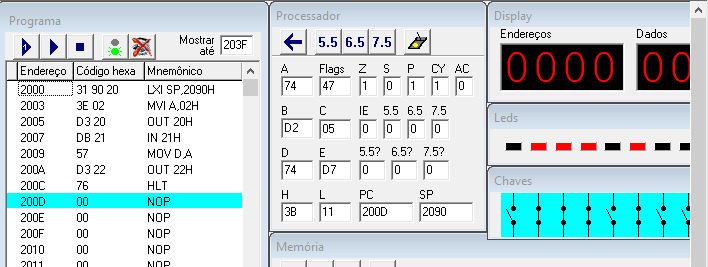 Programa
Mostrar
até
203F
Endereço Código hexa Mnemônico
2000 31 90 20 LXI SP,2090H
2003 3E 02 MVI A,02H
2005 D3 20 OUT 20H
2007 DB 21 IN 21H
2009 57 MOV D,A
200A D3 22 OUT 22H
200C 76 HLT
200D 00 NOP
200E 00 NOP
200F 00 NOP
2010 00 NOP
2011 00 NOP
Processador
5.5 6.5 7.5
A Flags Z S P CY AC
74 47 1 0 1 1 0
B C IE 5.5 6.5 7.5
D2 05 0 0 0 0
D E 5.5? 6.5? 7.5?
74 D7 0 0 0
H L PC SP
3B 11 200D 2090
Memória
Display
Endereços Dados
0000 0
Leds
Chaves